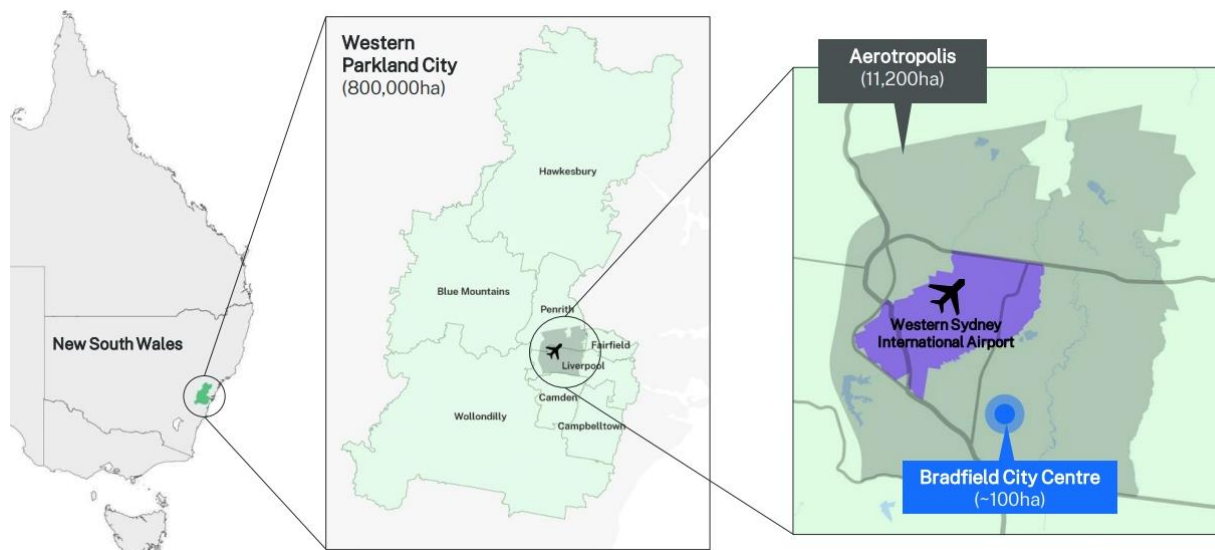 New South Wales
Western
Parkland City
(800,000ha)
Hawkesbury
Blue Mountains
Penrith
Fairfield
Liverpool
Camden
Wollondilly
Campbelltown
Aerotropolis
(11,200ha)
Western Sydney
International Airport
Bradfield City Centre
(~100ha)